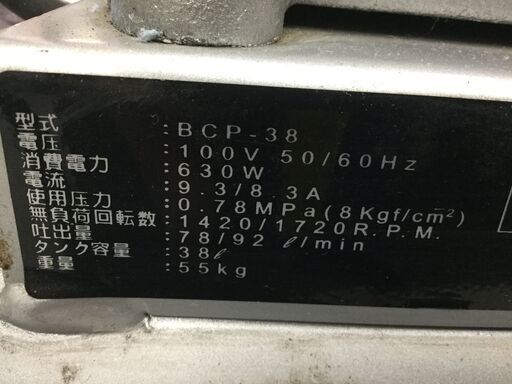 型式 : BCP-38
電圧 : 100V 50/60Hz
消費電力 : 630W
電流 : 9.3/8.3A
使用圧力 : 0.78MPa(8Kgf/cm²)
無負荷回転数 : 1420/1720R.P.M.
吐出量 : 78/92 ℓ/min
タンク容量 : 38ℓ
重量 : 55kg